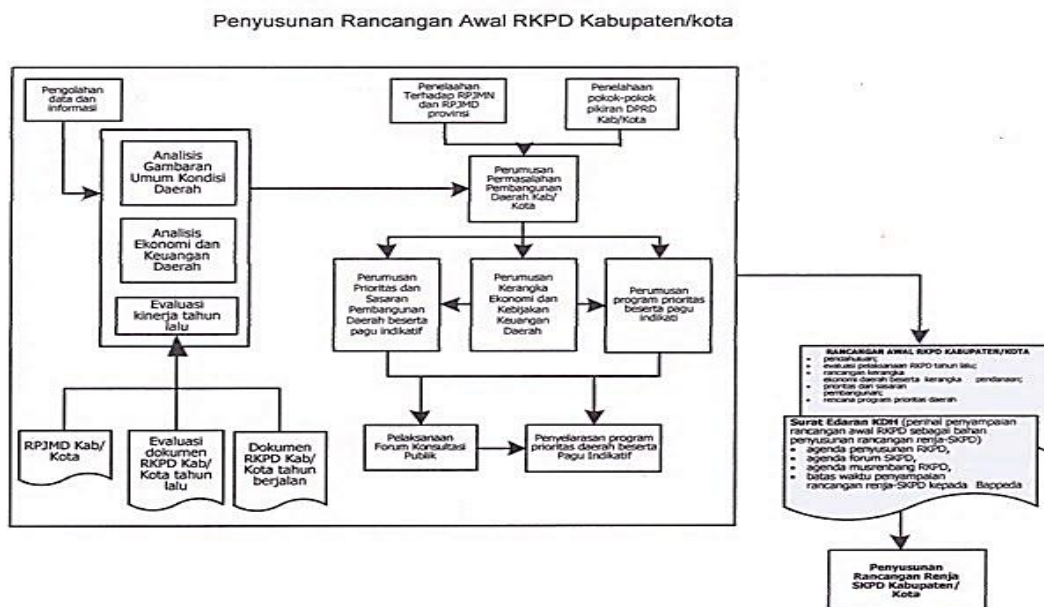 Penyusunan Rancangan Awal RKPD Kabupaten/kota
Pengolahan
data dan
informasi
Penelaahan
Terhadap RPJMN
dan RPJMD
provinsi
Penelahaan
pokok-pokok
pikiran DPRD
Kab/Kota
Analisis
Gambaran
Umum Kondisi
Daerah
Analisis
Ekonomi dan
Keuangan
Daerah
Evaluasi
kinerja tahun
lalu
Perumusan
Permasalahan
Pembangunan
Daerah Kab/
Kota
Perumusan
Prioritas dan
Sasaran
Pembangunan
Daerah beserta
pagu indikatif
Perumusan
Kerangka
Ekonomi dan
Kebijakan
Keuangan
Daerah
Perumusan
program prioritas
beserta pagu
indikati
RPJMD Kab/
Kota
Evaluasi
dokumen
RKPD Kab/
Kota tahun
lalu
Dokumen
RKPD Kab/
Kota tahun
berjalan
Pelaksanaan
Forum Konsultasi
Publik
Penyelarasan program
prioritas daerah beserta
Pagu Indikatif
RANCANGAN AWAL RKPD KABUPATEN/KOTA
• pendahuluan;
• evaluasi pelaksanaan RKPD tahun lalu;
• rancangan kerangka
ekonomi daerah beserta kerangka pendanaan;
• prioritas dan sasaran
pembangunan;
• rencana program prioritas daerah
Surat Edaran KDH (perihal penyampaian
rancangan awal RKPD sebagai bahan
penyusunan rancangan renja-SKPD)
• agenda penyusunan RKPD,
• agenda forum SKPD,
• agenda musrenbang RKPD,
• batas waktu penyampaian
rancangan renja-SKPD kepada Bappeda
Penyusunan
Rancangan Renja
SKPD Kabupaten/
Kota